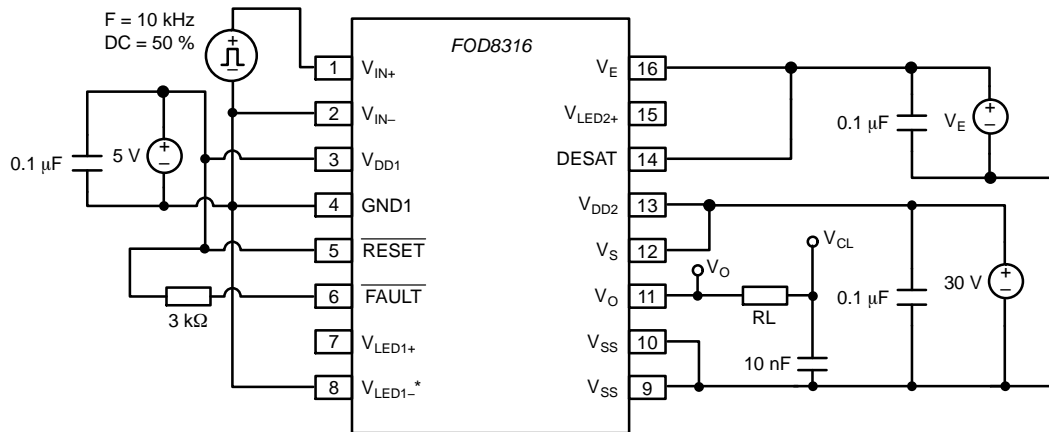 F = 10 kHz
DC = 50 %
FOD8316
1 V_IN+
2 V_IN–
3 V_DD1
4 GND1
5 RESET
6 FAULT
7 V_LED1+
8 V_LED1–*
V_E 16
V_LED2+ 15
DESAT 14
V_DD2 13
V_S 12
V_O 11
V_SS 10
V_SS 9
0.1 μF
5 V
+
–
3 kΩ
0.1 μF
V_E
+
–
V_CL
V_O
RL
10 nF
0.1 μF
30 V
+
–
+
–